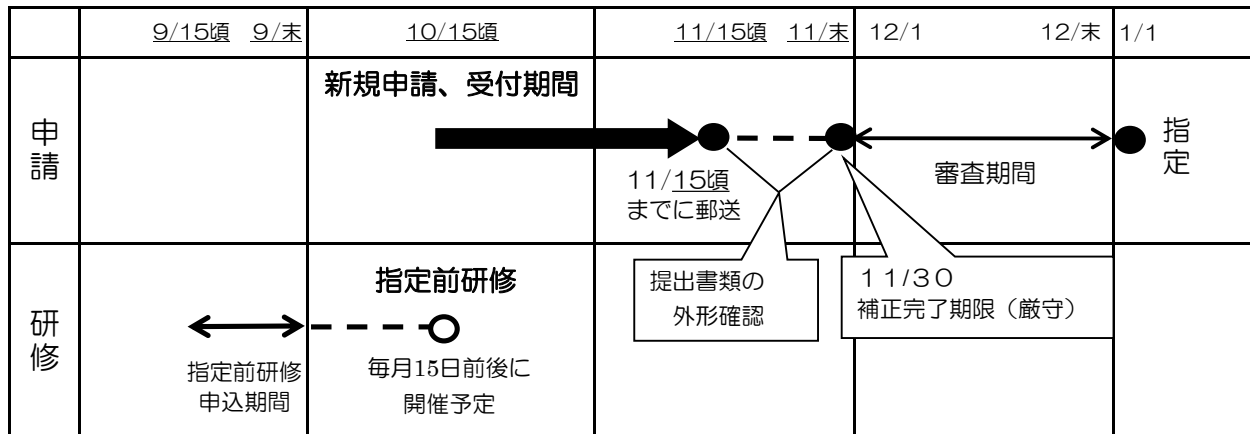 9/15頃 9/末 10/15頃 11/15頃 11/末 12/1 12/末 1/1
申請
新規申請、受付期間
11/15頃
までに郵送
審査期間
指定
提出書類の
外形確認
11/30
補正完了期限（厳守）
研修
指定前研修
指定前研修
申込期間
毎月15日前後に
開催予定